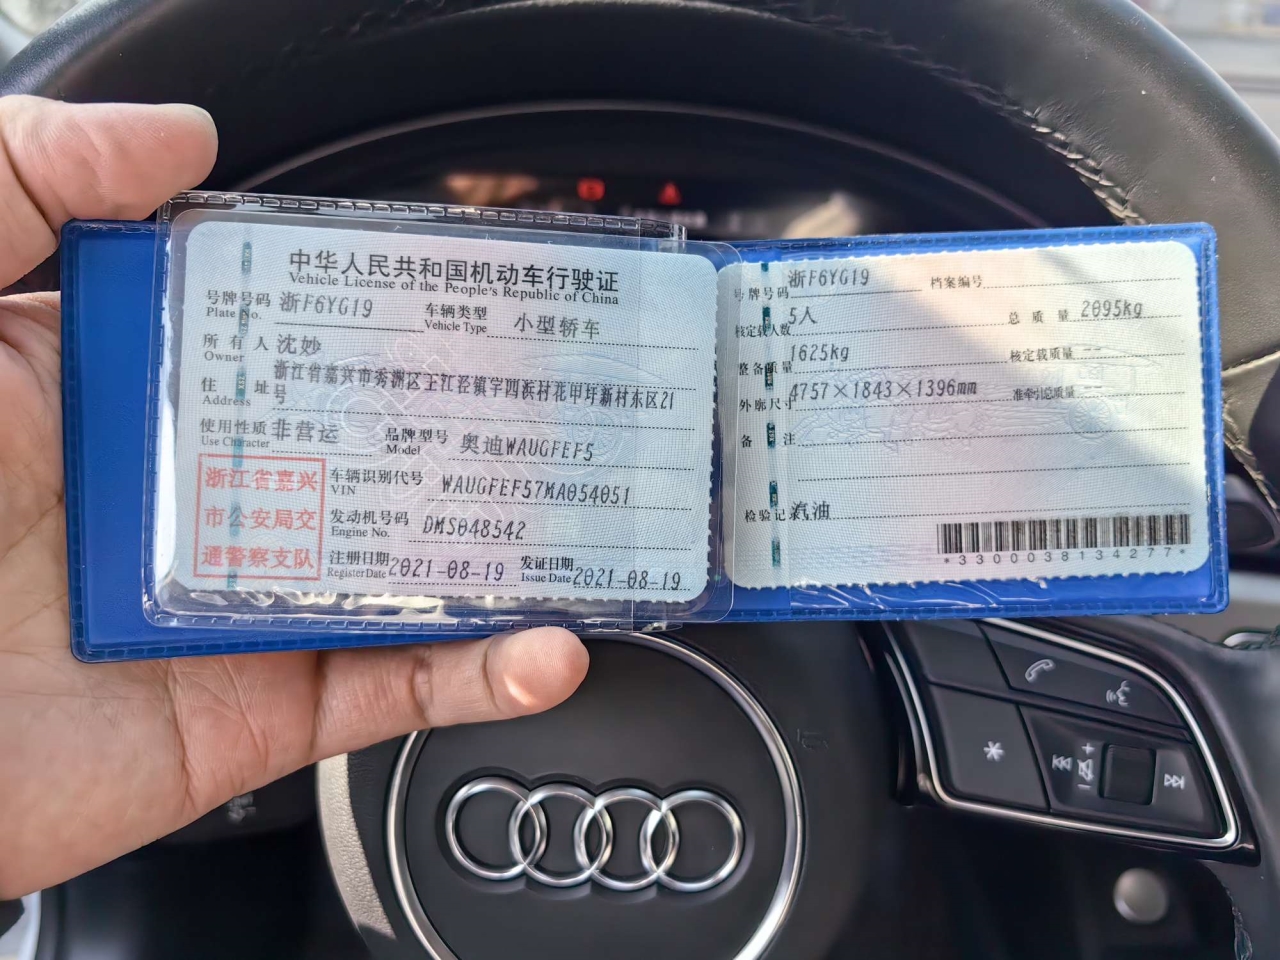 中华人民共和国机动车行驶证
Vehicle License of the People's Republic of China
号牌号码 浙F6YG19 车辆类型 小型轿车
Plate No. Vehicle Type
所有人 沈妙
Owner
住址 浙江省嘉兴市秀洲区王江泾镇宇四浜村花甲圩新村东区21
Address 号
使用性质 非营运 品牌型号 奥迪WAUGFEF5
Use Character Model
浙江省嘉兴
市公安局交
通警察支队
车辆识别代号 WAUGFEF57MA054051
VIN
发动机号码 DMS048542
Engine No.
注册日期 2021-08-19 发证日期 2021-08-19
Register Date Issue Date
号牌号码 浙F6YG19 档案编号
核定载人数 5人 总质量 2095kg
整备质量 1625kg 核定载质量 --
外廓尺寸 4757×1843×1396mm 准牵引总质量 --
备注
检验记 汽油
*3300038134277*